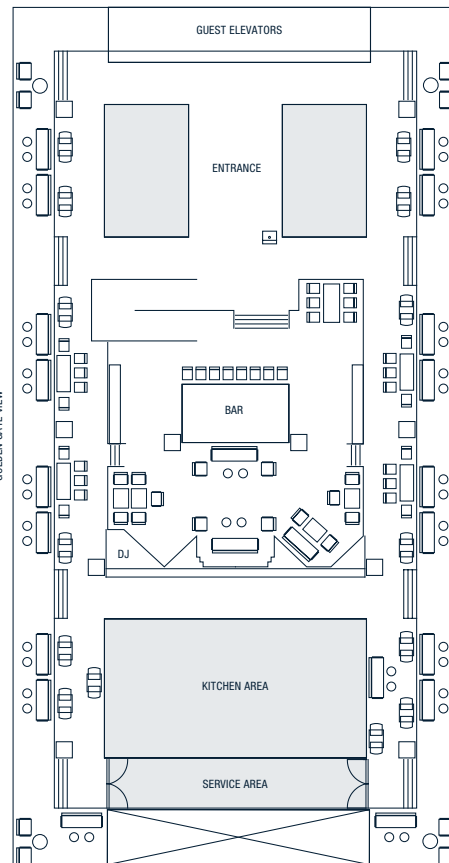 GUEST ELEVATORS
ENTRANCE
GOLDEN GATE VIEW
BAR
DJ
KITCHEN AREA
SERVICE AREA